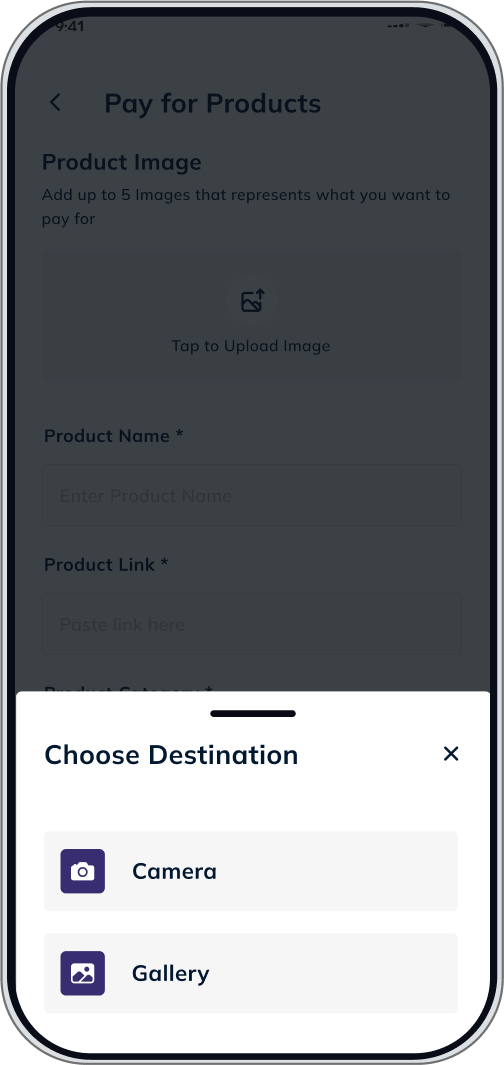 9:41
Pay for Products
Product Image
Add up to 5 Images that represents what you want to
pay for
Tap to Upload Image
Product Name *
Enter Product Name
Product Link *
Paste link here
Product Category *
Choose Destination
Camera
Gallery